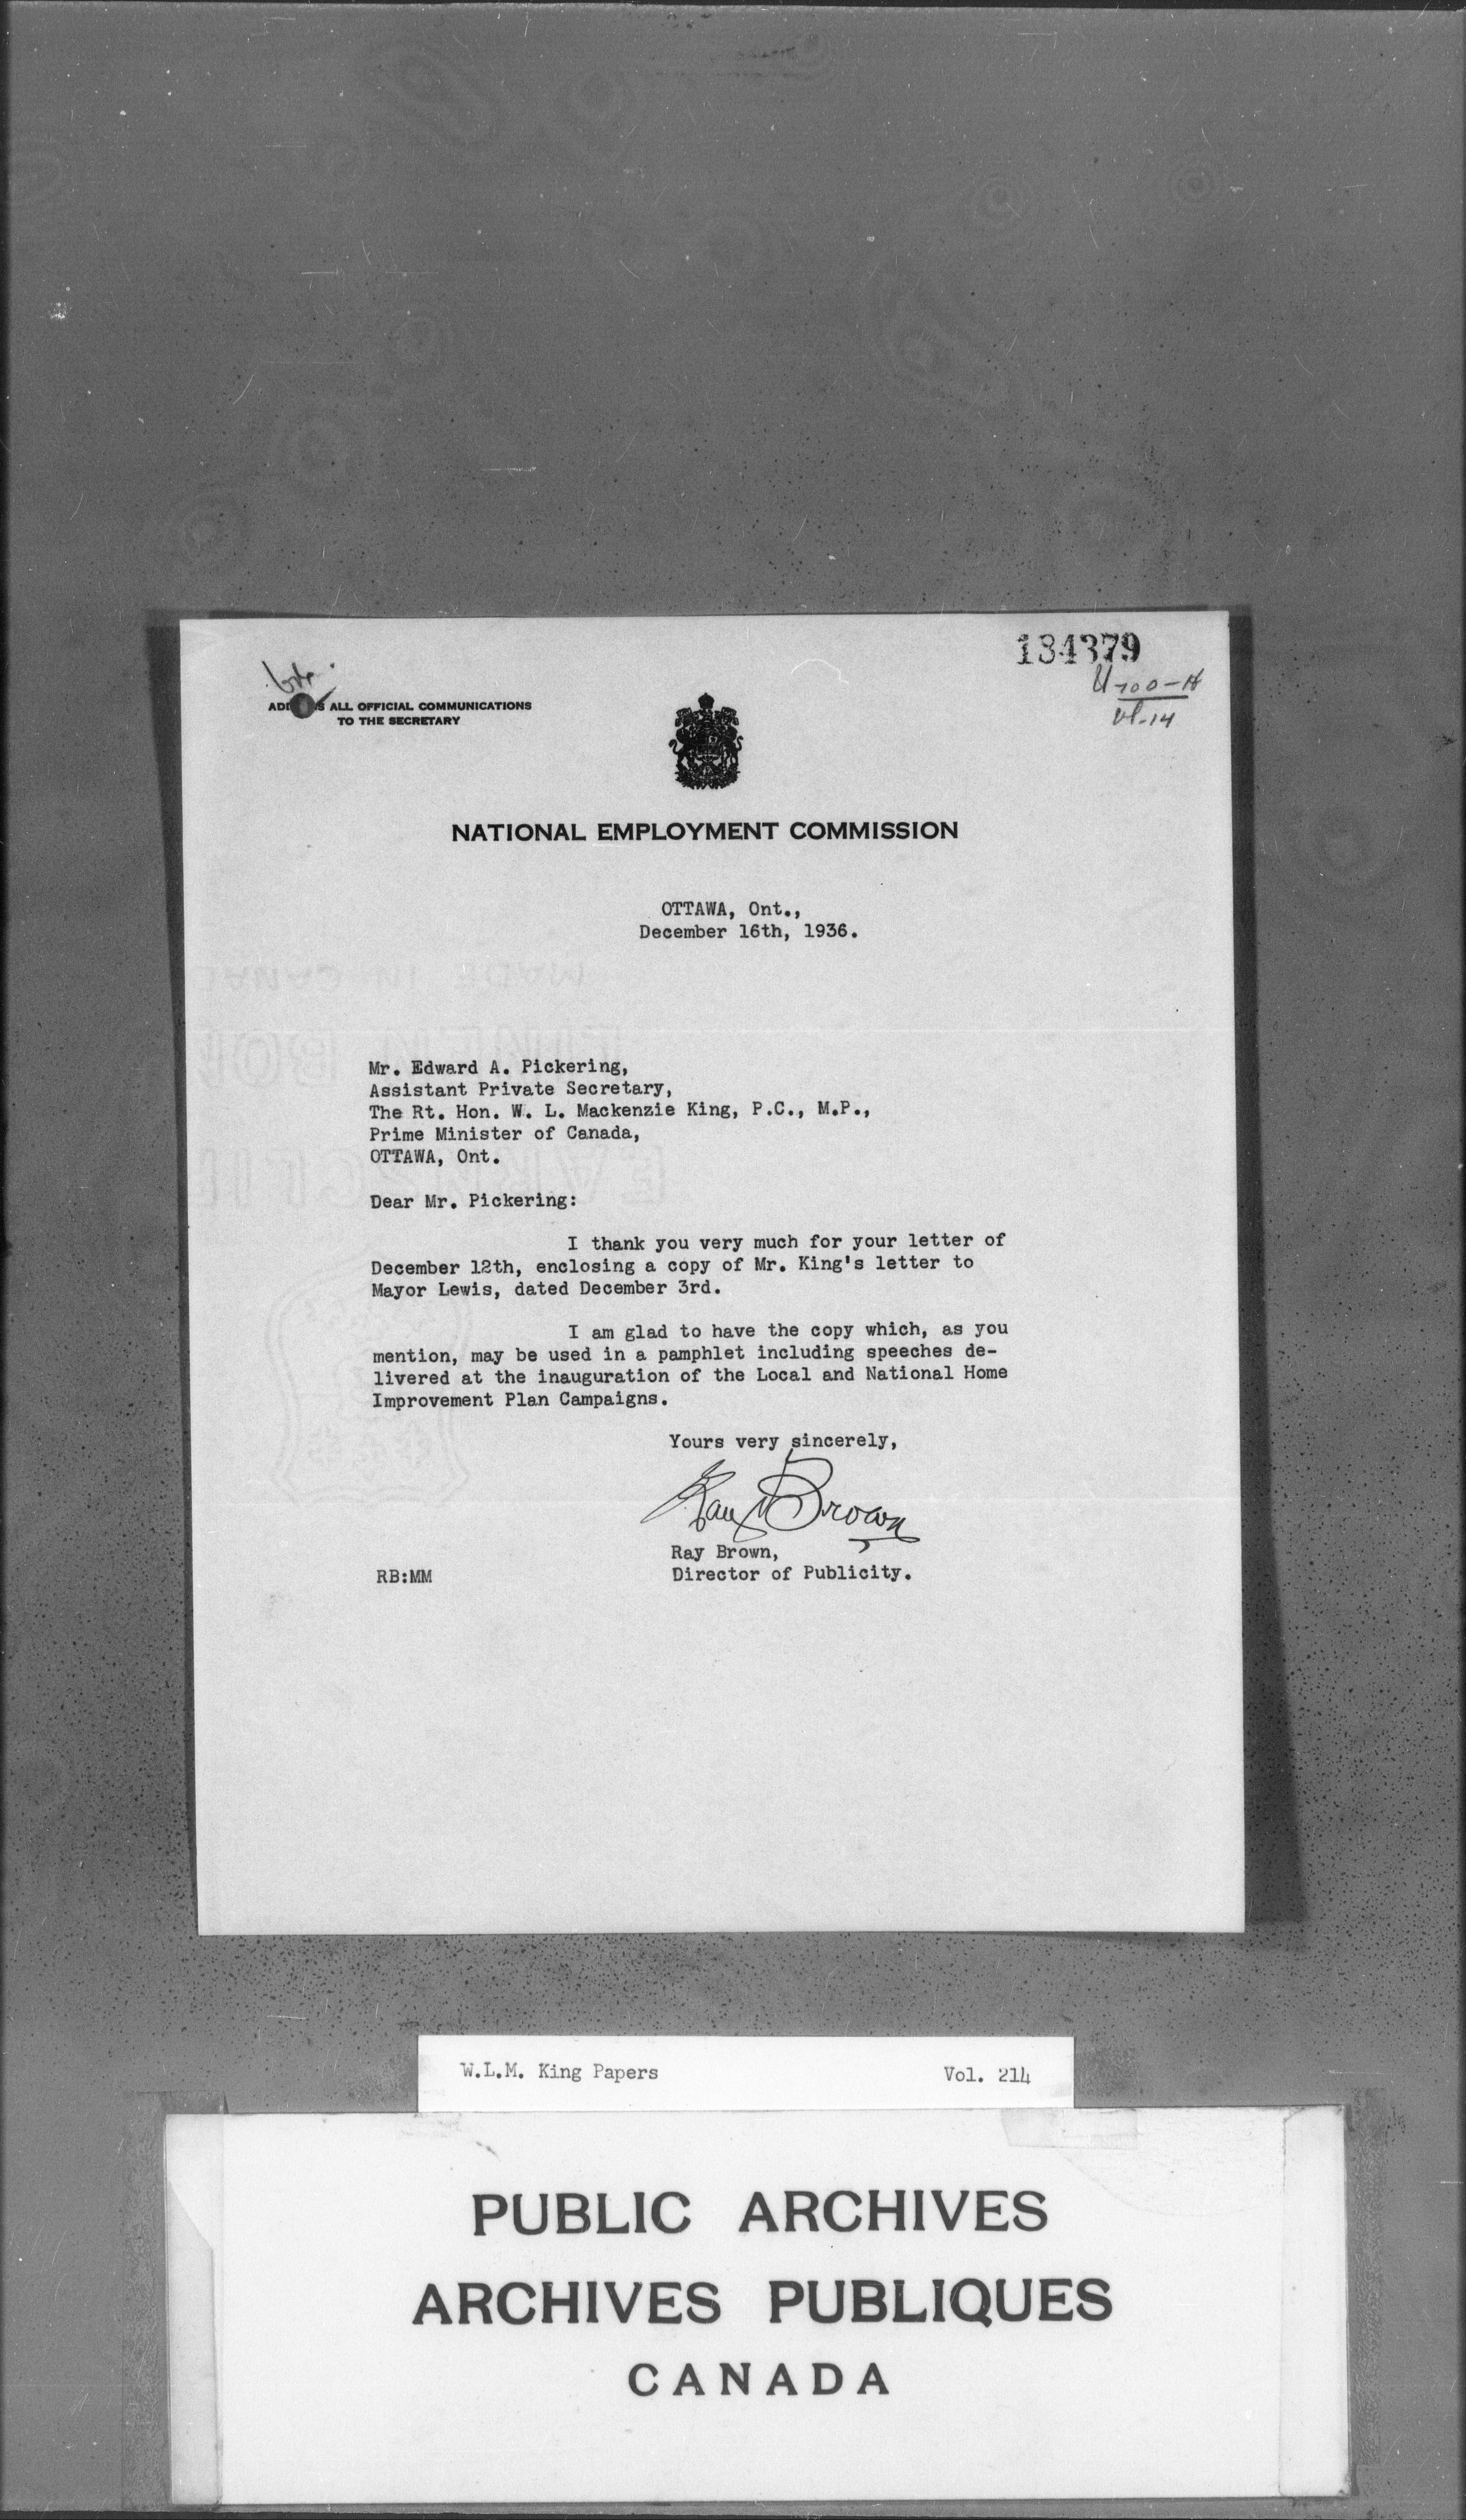 184379
U-100-H
Vl-14
ALL OFFICIAL COMMUNICATIONS
TO THE SECRETARY
NATIONAL EMPLOYMENT COMMISSION
OTTAWA, Ont.,
December 16th, 1936.
Mr. Edward A. Pickering,
Assistant Private Secretary,
The Rt. Hon. W. L. Mackenzie King, P.C., M.P.,
Prime Minister of Canada,
OTTAWA, Ont.
Dear Mr. Pickering:
I thank you very much for your letter of
December 12th, enclosing a copy of Mr. King's letter to
Mayor Lewis, dated December 3rd.
I am glad to have the copy which, as you
mention, may be used in a pamphlet including speeches de-
livered at the inauguration of the Local and National Home
Improvement Plan Campaigns.
Yours very sincerely,
Ray Brown
Ray Brown,
RB:MM Director of Publicity.
W.L.M. King Papers Vol. 214
PUBLIC ARCHIVES
ARCHIVES PUBLIQUES
CANADA